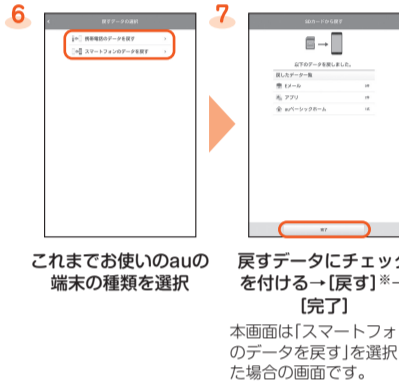 6
戻すデータの選択
携帯電話のデータを戻す
スマートフォンのデータを戻す
これまでお使いのauの
端末の種類を選択
7
SDカードから戻す
以下のデータを戻しました。
戻したデータ一覧
Eメール
アプリ
auベーシックホーム
完了
戻すデータにチェック
を付ける→[戻す]※→
[完了]
本画面は「スマートフォ
のデータを戻す」を選択
た場合の画面です。